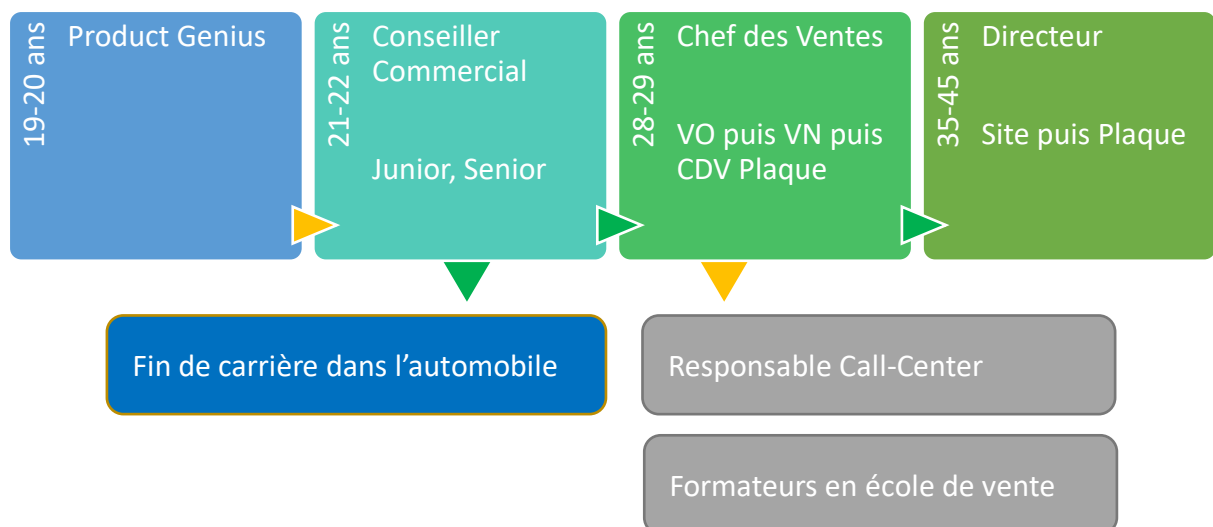 19-20 ans
Product Genius
21-22 ans
Conseiller
Commercial
Junior, Senior
28-29 ans
Chef des Ventes
VO puis VN puis
CDV Plaque
35-45 ans
Directeur
Site puis Plaque
Fin de carrière dans l’automobile
Responsable Call-Center
Formateurs en école de vente